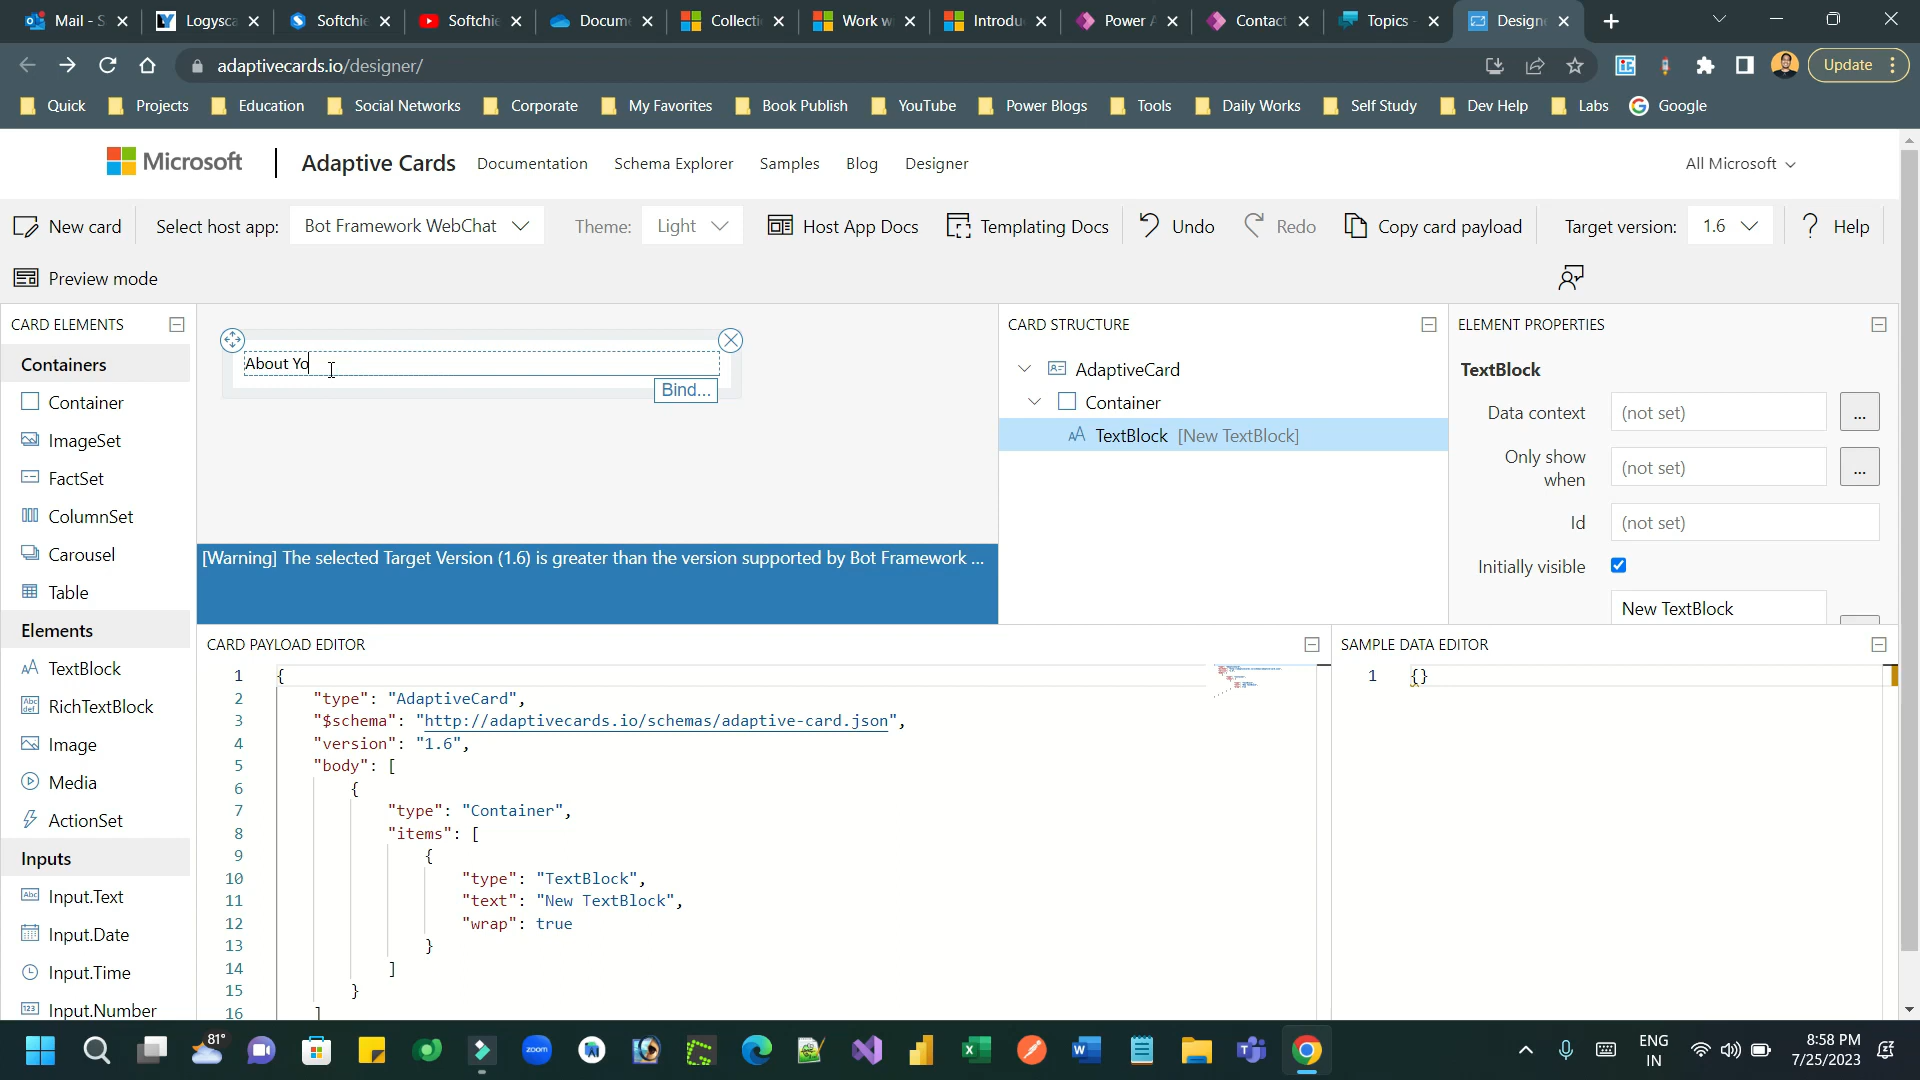 Mail - S
Logysca
Softchie
Softchie
Docum
Collecti
Work w
Introdu
Power A
Contact
Topics -
Designe
adaptivecards.io/designer/
Update
Quick
Projects
Education
Social Networks
Corporate
My Favorites
Book Publish
YouTube
Power Blogs
Tools
Daily Works
Self Study
Dev Help
Labs
Google
Microsoft
Adaptive Cards
Documentation
Schema Explorer
Samples
Blog
Designer
All Microsoft
New card
Select host app:
Bot Framework WebChat
Theme:
Light
Host App Docs
Templating Docs
Undo
Redo
Copy card payload
Target version:
1.6
Help
Preview mode
CARD ELEMENTS
Containers
Container
ImageSet
FactSet
ColumnSet
Carousel
Table
Elements
TextBlock
RichTextBlock
Image
Media
ActionSet
Inputs
Input.Text
Input.Date
Input.Time
Input.Number
About Yo
Bind...
[Warning] The selected Target Version (1.6) is greater than the version supported by Bot Framework ...
CARD STRUCTURE
AdaptiveCard
Container
TextBlock [New TextBlock]
ELEMENT PROPERTIES
TextBlock
Data context
(not set)
...
Only show
when
(not set)
...
Id
(not set)
Initially visible
New TextBlock
CARD PAYLOAD EDITOR
1 {
2 "type": "AdaptiveCard",
3 "$schema": "http://adaptivecards.io/schemas/adaptive-card.json",
4 "version": "1.6",
5 "body": [
6 {
7 "type": "Container",
8 "items": [
9 {
10 "type": "TextBlock",
11 "text": "New TextBlock",
12 "wrap": true
13 }
14 ]
15 }
16 ]
SAMPLE DATA EDITOR
1 {}
81°
zoom
ENG
IN
8:58 PM
7/25/2023